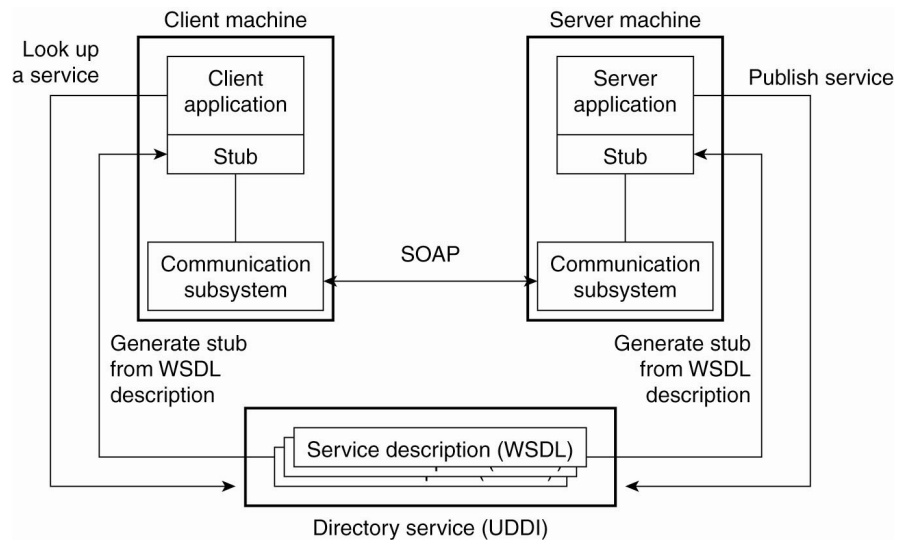 Client machine
Server machine
Look up
a service
Client
application
Stub
Communication
subsystem
Server
application
Stub
Communication
subsystem
Publish service
SOAP
Generate stub
from WSDL
description
Generate stub
from WSDL
description
Service description (WSDL)
Directory service (UDDI)